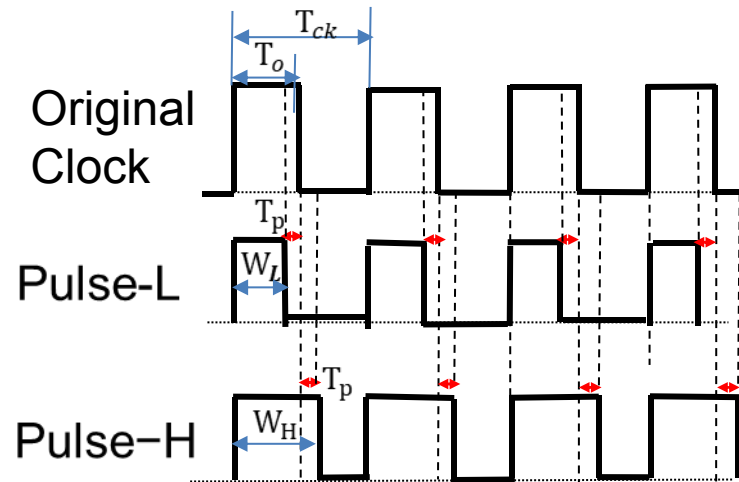 T_ck
T_o
Original
Clock
T_p
W_L
Pulse-L
T_p
W_H
Pulse−H